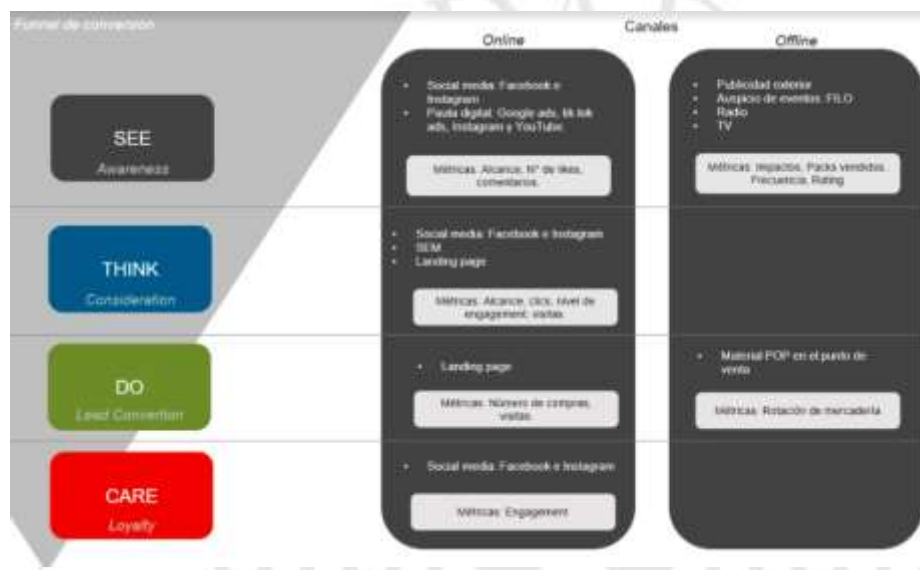 Funnel de conversión
Canales
Online
Offline
SEE
Awareness
• Social media: Facebook e
Instagram
• Pauta digital: Google ads, tik tok
ads, Instagram y YouTube.
Métricas: Alcance, N° de likes,
comentarios.
• Publicidad exterior
• Auspicio de eventos: FILO
• Radio
• TV
Métricas: Impactos, Packs vendidos,
Frecuencia, Rating
THINK
Consideration
• Social media: Facebook e Instagram
• SEM
• Landing page
Métricas: Alcance, clics, nivel de
engagement, visitas.
DO
Lead Convertion
• Landing page
Métricas: Número de compras,
visitas.
• Material POP en el punto de
venta
Métricas: Rotación de mercadería
CARE
Loyalty
• Social media: Facebook e Instagram
Métricas: Engagement